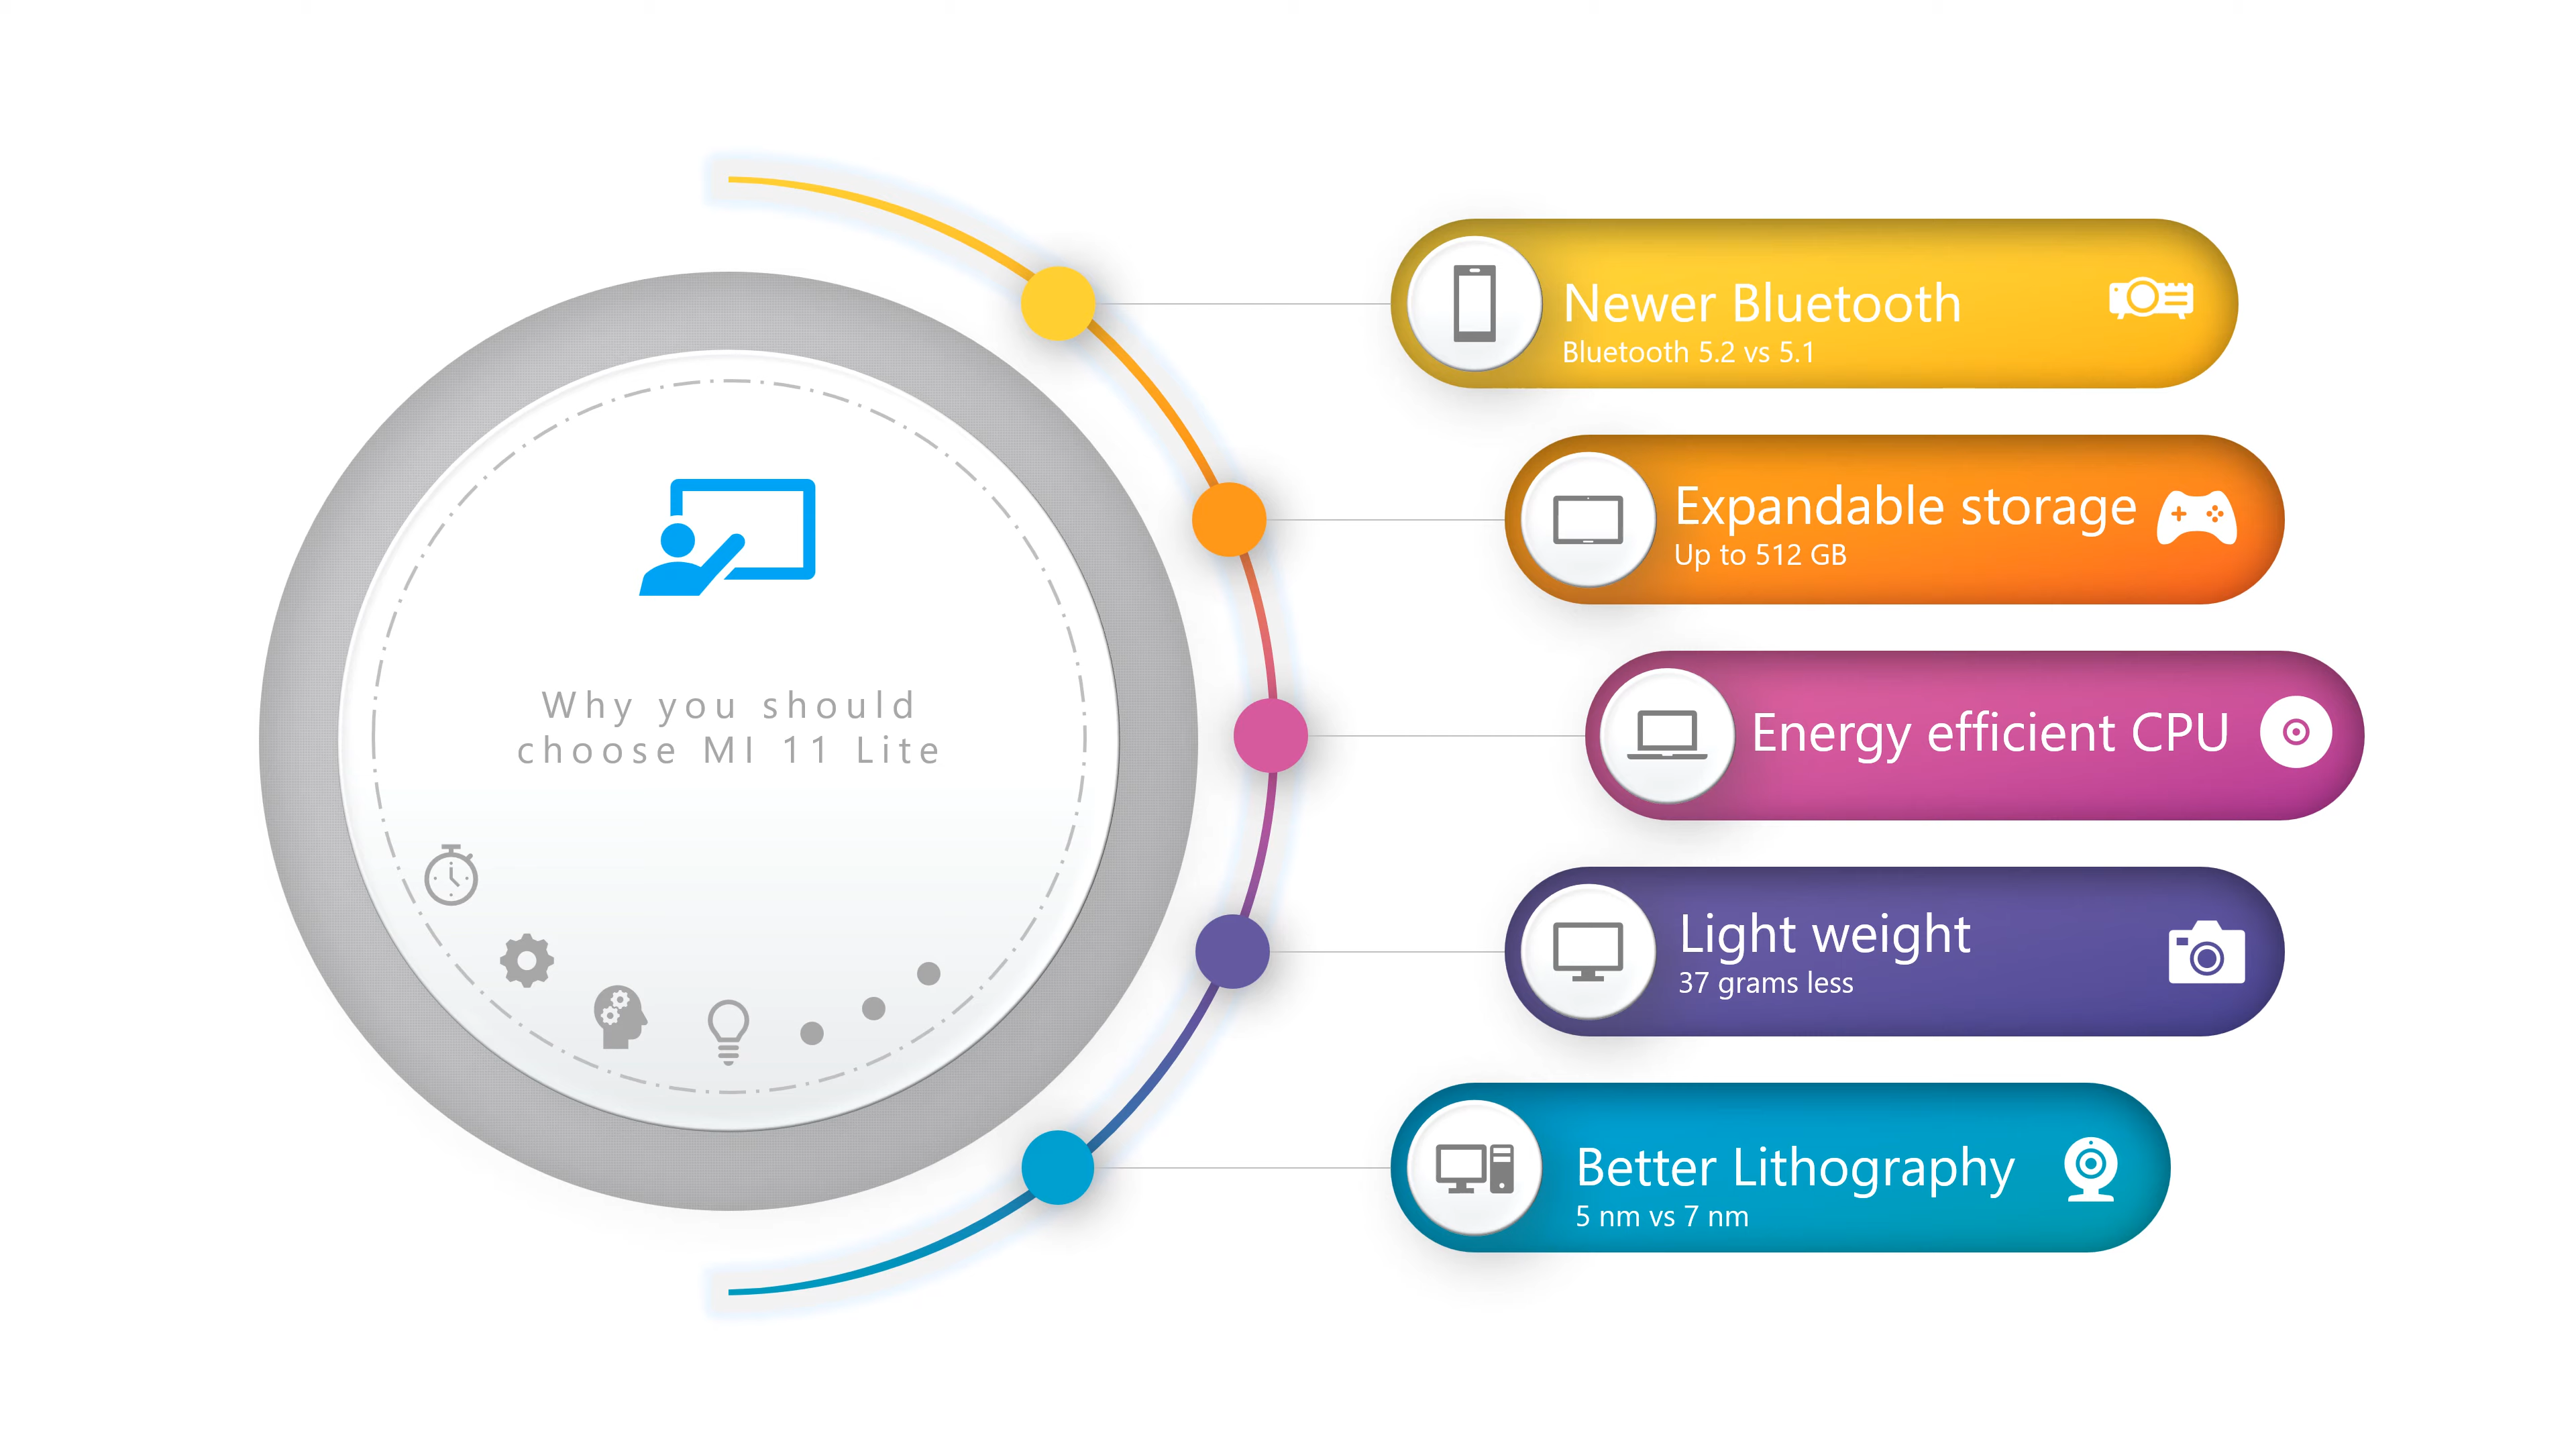 Why you should
choose MI 11 Lite
Newer Bluetooth
Bluetooth 5.2 vs 5.1
Expandable storage
Up to 512 GB
Energy efficient CPU
Light weight
37 grams less
Better Lithography
5 nm vs 7 nm